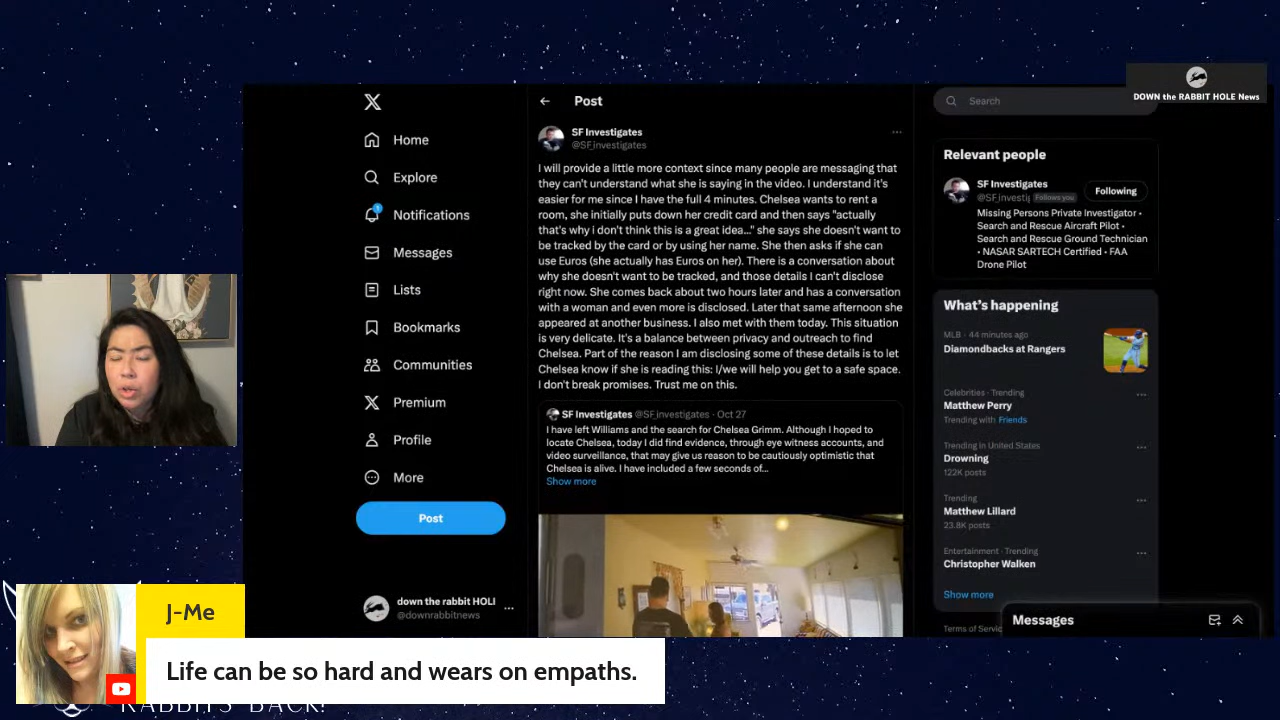 DOWN the RABBIT HOLE News
Home
Explore
1
Notifications
Messages
Lists
Bookmarks
Communities
Premium
Profile
More
Post
down the rabbit HOLI
@downrabbitnews
Post
SF Investigates
@SF_investigates
I will provide a little more context since many people are messaging that
they can't understand what she is saying in the video. I understand it's
easier for me since I have the full 4 minutes. Chelsea wants to rent a
room, she initially puts down her credit card and then says "actually
that's why i don't think this is a great idea..." she says she doesn't want to
be tracked by the card or by using her name. She then asks if she can
use Euros (she actually has Euros on her). There is a conversation about
why she doesn't want to be tracked, and those details I can't disclose
right now. She comes back about two hours later and has a conversation
with a woman and even more is disclosed. Later that same afternoon she
appeared at another business. I also met with them today. This situation
is very delicate. It's a balance between privacy and outreach to find
Chelsea. Part of the reason I am disclosing some of these details is to let
Chelsea know if she is reading this: I/we will help you get to a safe space.
I don't break promises. Trust me on this.
SF Investigates @SF_investigates · Oct 27
I have left Williams and the search for Chelsea Grimm. Although I hoped to
locate Chelsea, today I did find evidence, through eye witness accounts, and
video surveillance, that may give us reason to be cautiously optimistic that
Chelsea is alive. I have included a few seconds of...
Show more
Search
Relevant people
SF Investigates
@SF_investig Follows you
Following
Missing Persons Private Investigator •
Search and Rescue Aircraft Pilot •
Search and Rescue Ground Technician
• NASAR SARTECH Certified • FAA
Drone Pilot
What's happening
MLB · 44 minutes ago
Diamondbacks at Rangers
Celebrities · Trending
Matthew Perry
Trending with Friends
Trending in United States
Drowning
122K posts
Trending
Matthew Lillard
23.8K posts
Entertainment · Trending
Christopher Walken
Show more
Terms of Servic
Messages
J-Me
Life can be so hard and wears on empaths.
RABBITS BACK!